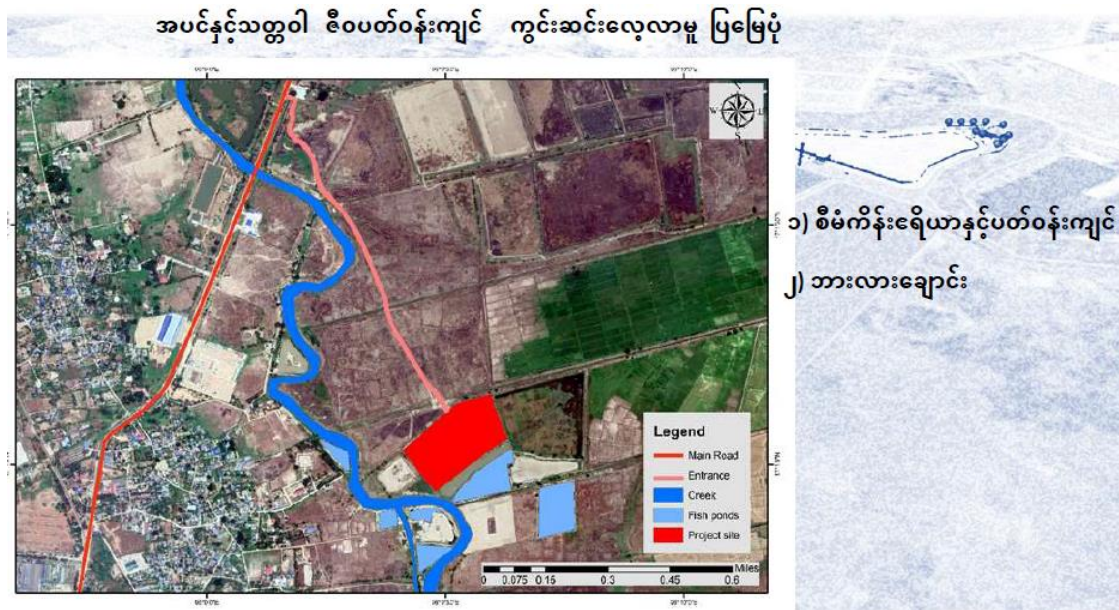 အပင်နှင့်သတ္တဝါ ဇီဝပတ်ဝန်းကျင် ကွင်းဆင်းလေ့လာမှု ပြမြေပုံ
N
W
S
၁) စီမံကိန်းဧရိယာနှင့်ပတ်ဝန်းကျင်
၂) ဘားလားချောင်း
Legend
Main Road
Entrance
Creek
Fish ponds
Project site
Miles
0 0.075 0.15 0.3 0.45 0.6